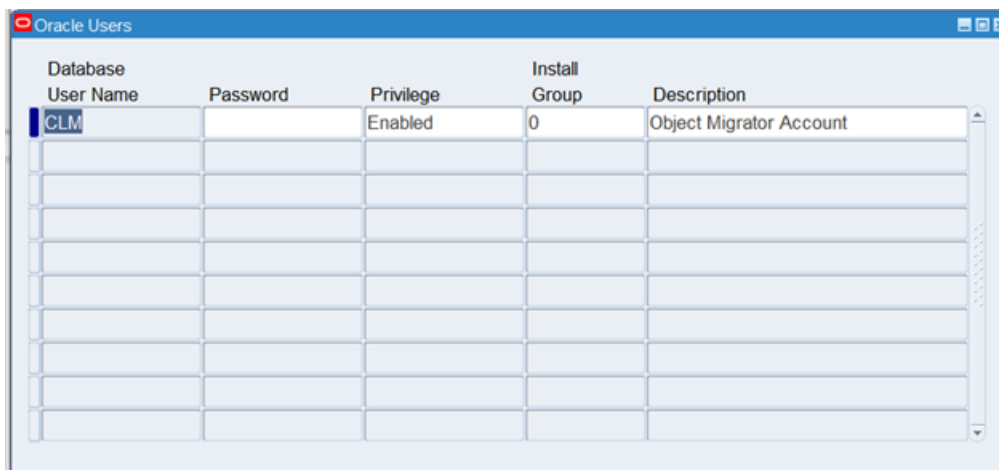 Oracle Users
Database Install
User Name Password Privilege Group Description
CLM Enabled 0 Object Migrator Account